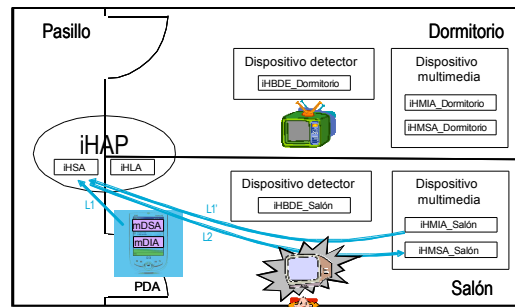 Pasillo
Dormitorio
Dispositivo detector
iHBDE_Dormitorio
Dispositivo
multimedia
iHMIA_Dormitorio
iHMSA_Dormitorio
iHAP
iHSA
iHLA
L1
L1'
L2
mDSA
mDIA
PDA
Dispositivo detector
iHBDE_Salón
Dispositivo
multimedia
iHMIA_Salón
iHMSA_Salón
Salón